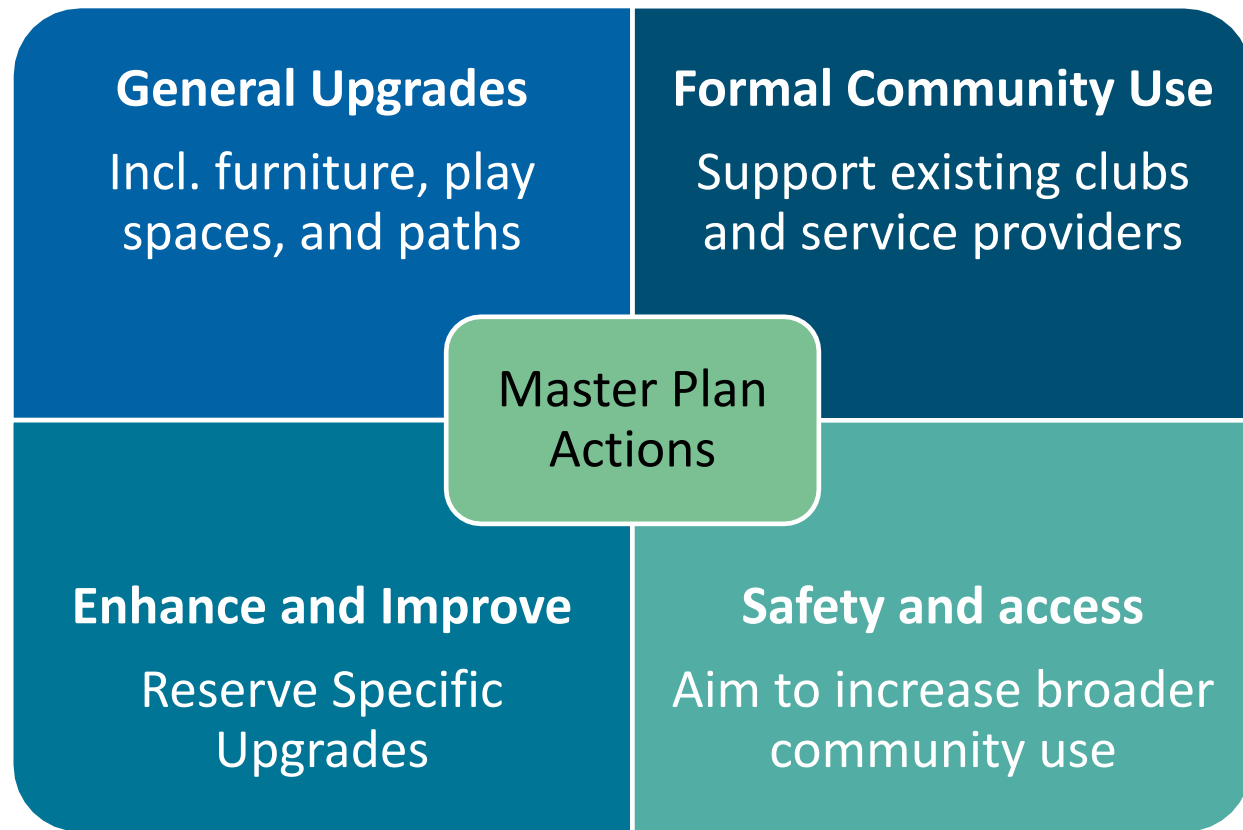 General Upgrades
Incl. furniture, play
spaces, and paths
Formal Community Use
Support existing clubs
and service providers
Master Plan
Actions
Enhance and Improve
Reserve Specific
Upgrades
Safety and access
Aim to increase broader
community use